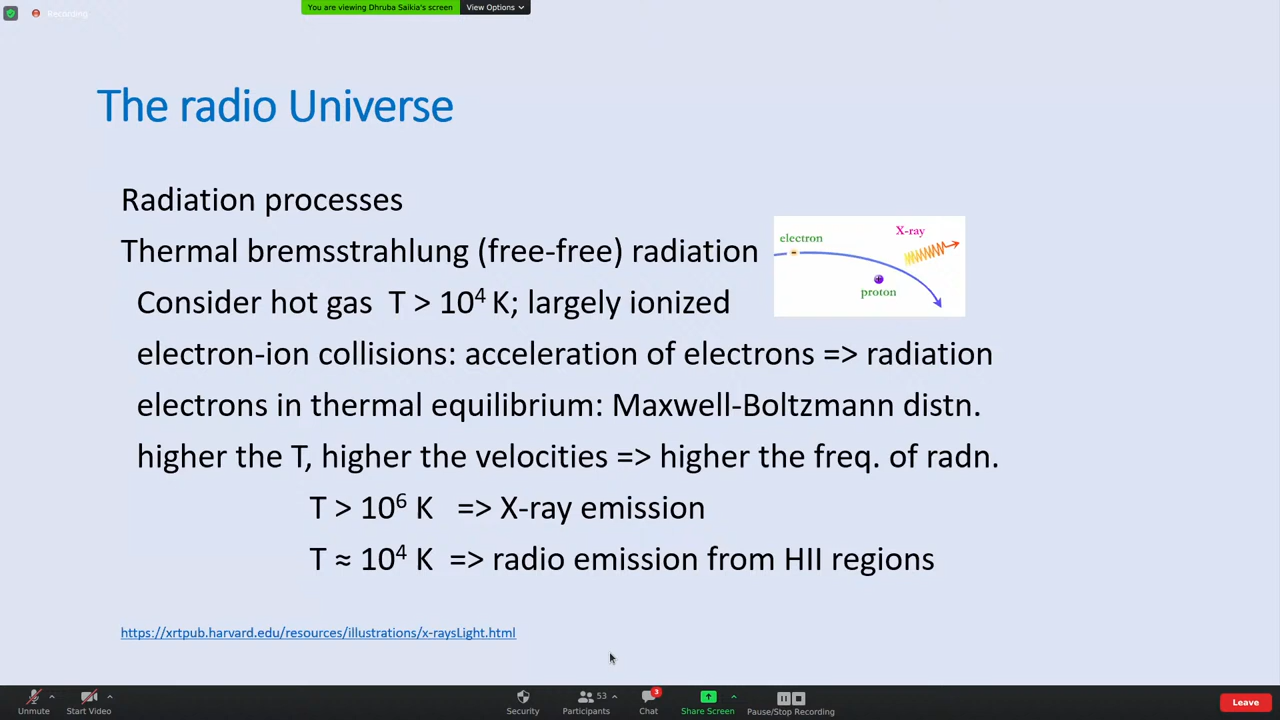 You are viewing Dhruba Saikia's screen View Options
Recording
The radio Universe
Radiation processes
Thermal bremsstrahlung (free-free) radiation
electron
X-ray
proton
Consider hot gas T > 10⁴ K; largely ionized
electron-ion collisions: acceleration of electrons => radiation
electrons in thermal equilibrium: Maxwell-Boltzmann distn.
higher the T, higher the velocities => higher the freq. of radn.
T > 10⁶ K => X-ray emission
T ≈ 10⁴ K => radio emission from HII regions
https://xrtpub.harvard.edu/resources/illustrations/x-raysLight.html
53 3
Unmute Start Video Security Participants Chat Share Screen Pause/Stop Recording Leave